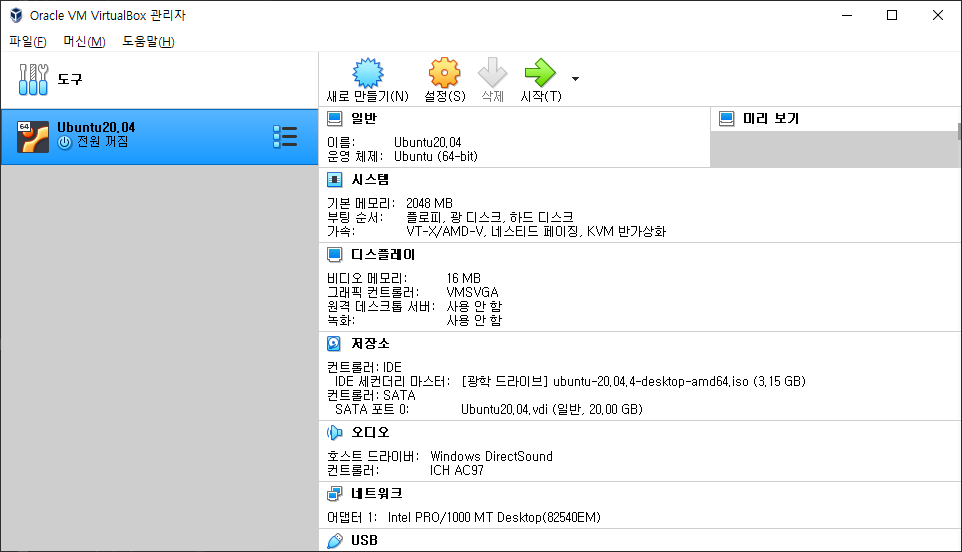 Oracle VM VirtualBox 관리자
파일(F) 머신(M) 도움말(H)
도구
새로 만들기(N) 설정(S) 삭제 시작(T)
64
Ubuntu20.04
전원 꺼짐
일반
이름: Ubuntu20.04
운영 체제: Ubuntu (64-bit)
미리 보기
시스템
기본 메모리: 2048 MB
부팅 순서: 플로피, 광 디스크, 하드 디스크
가속: VT-X/AMD-V, 네스티드 페이징, KVM 반가상화
디스플레이
비디오 메모리: 16 MB
그래픽 컨트롤러: VMSVGA
원격 데스크톱 서버: 사용 안 함
녹화: 사용 안 함
저장소
컨트롤러: IDE
IDE 세컨더리 마스터: [광학 드라이브] ubuntu-20.04.4-desktop-amd64.iso (3.15 GB)
컨트롤러: SATA
SATA 포트 0: Ubuntu20.04.vdi (일반, 20.00 GB)
오디오
호스트 드라이버: Windows DirectSound
컨트롤러: ICH AC97
네트워크
어댑터 1: Intel PRO/1000 MT Desktop(82540EM)
USB